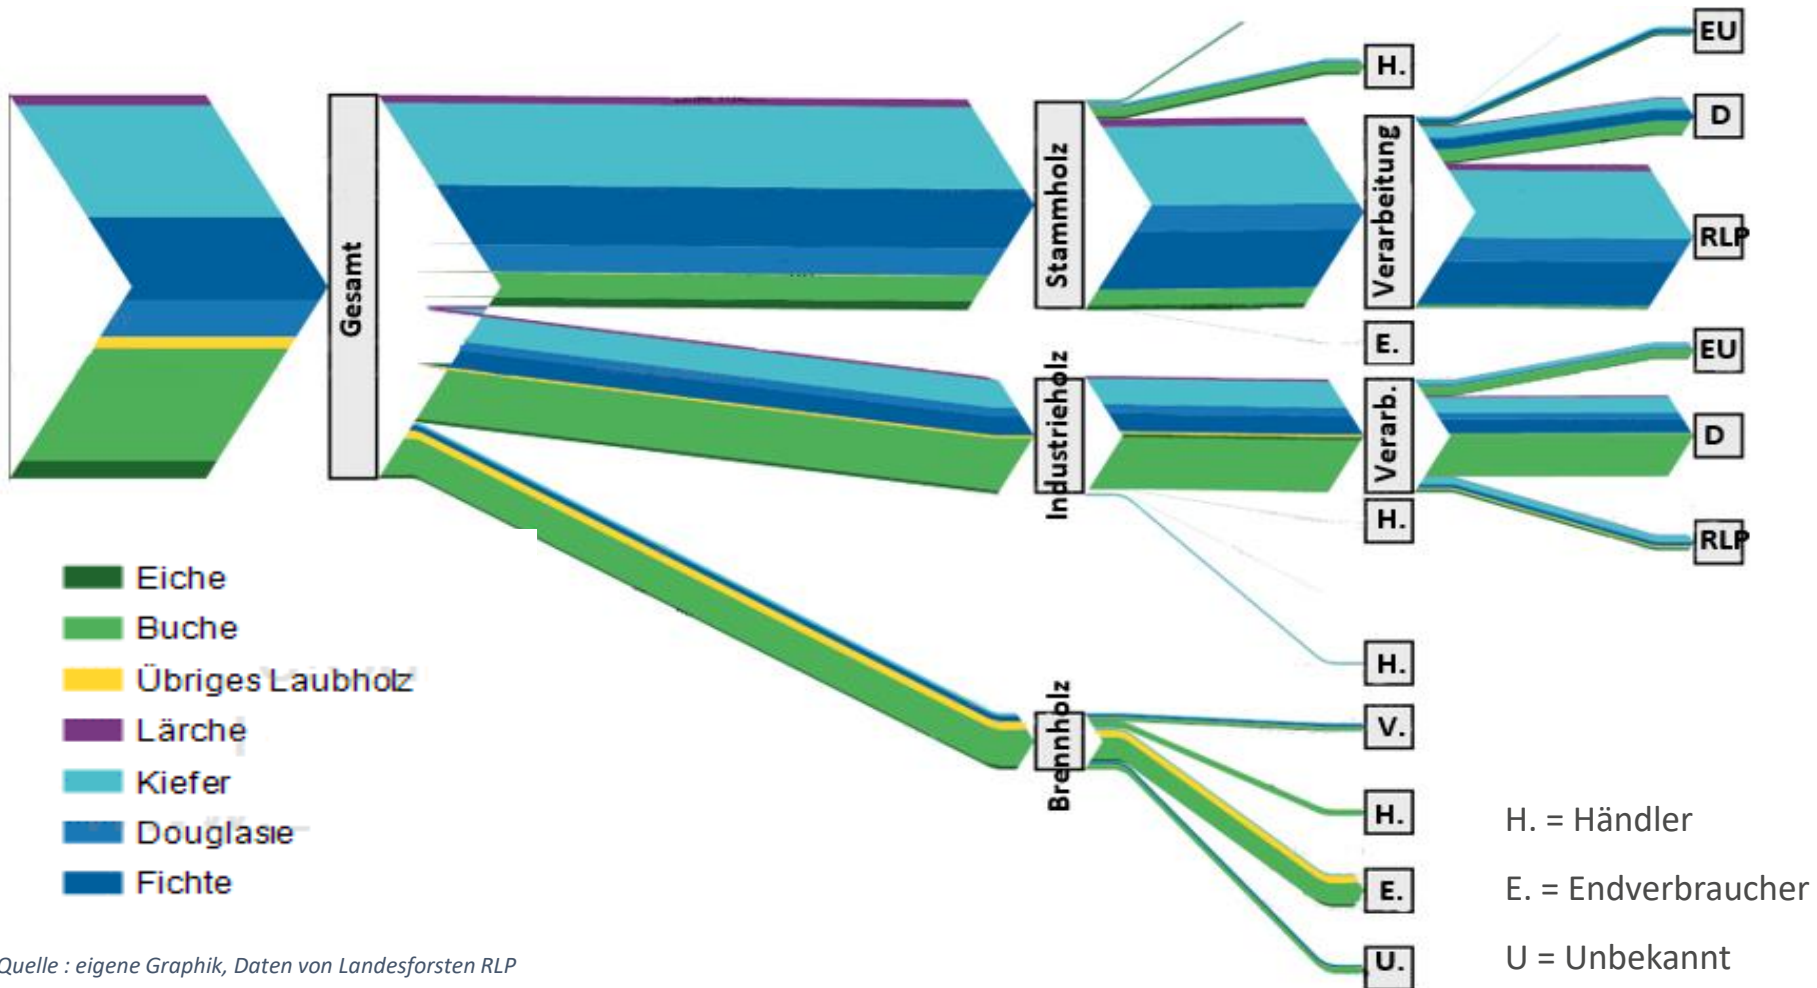 Gesamt
Stammholz
Industrieholz
Brennholz
H.
Verarbeitung
E.
Verarb.
H.
H.
V.
H.
E.
U.
EU
D
RLP
EU
D
RLP
Eiche
Buche
Übriges Laubholz
Lärche
Kiefer
Douglasie
Fichte
H. = Händler
E. = Endverbraucher
U = Unbekannt
Quelle : eigene Graphik, Daten von Landesforsten RLP